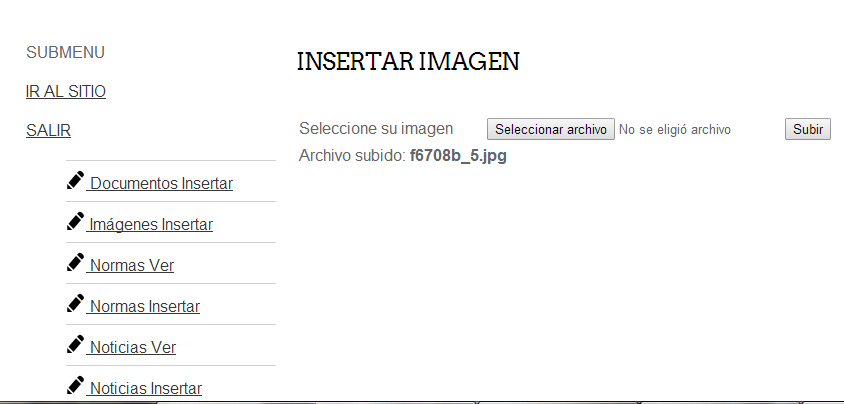 SUBMENU
IR AL SITIO
SALIR
Documentos Insertar
Imágenes Insertar
Normas Ver
Normas Insertar
Noticias Ver
Noticias Insertar
INSERTAR IMAGEN
Seleccione su imagen Seleccionar archivo No se eligió archivo Subir
Archivo subido: f6708b_5.jpg